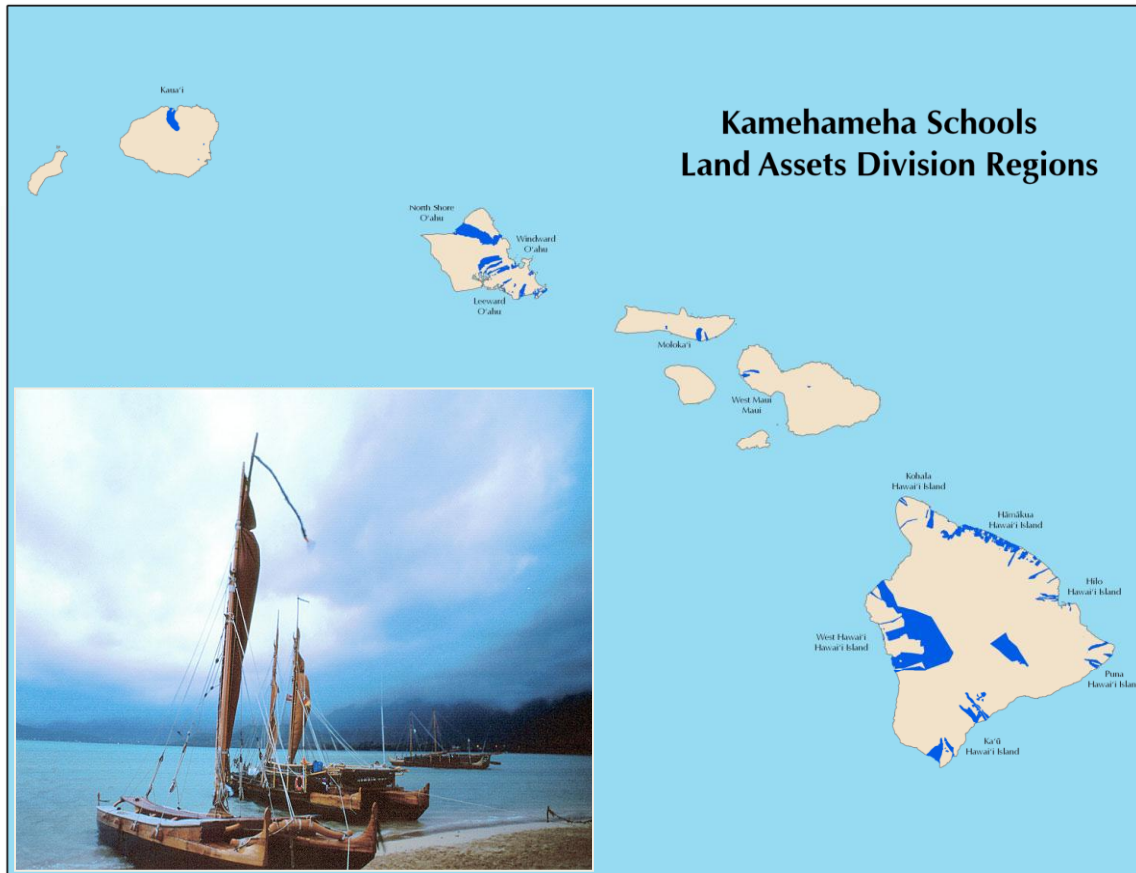 Kaua'i
Kamehameha Schools
Land Assets Division Regions
North Shore
O'ahu
Windward
O'ahu
Leeward
O'ahu
Moloka'i
West Maui
Maui
Kohala
Hawai'i Island
Hāmākua
Hawai'i Island
Hilo
Hawai'i Island
West Hawai'i
Hawai'i Island
Puna
Hawai'i Islan
Ka'ū
Hawai'i Island